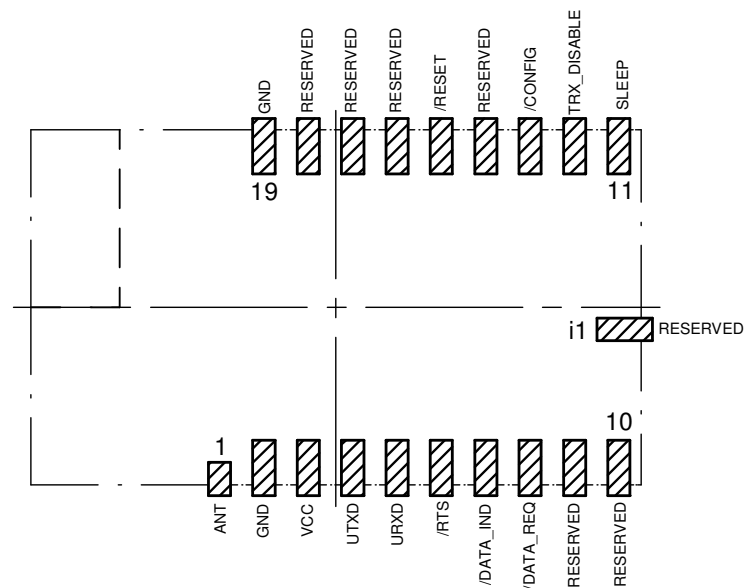 GND
RESERVED
RESERVED
RESERVED
/RESET
RESERVED
/CONFIG
TRX_DISABLE
SLEEP
19
11
i1
RESERVED
1
10
ANT
GND
VCC
UTXD
URXD
/RTS
/DATA_IND
/DATA_REQ
RESERVED
RESERVED